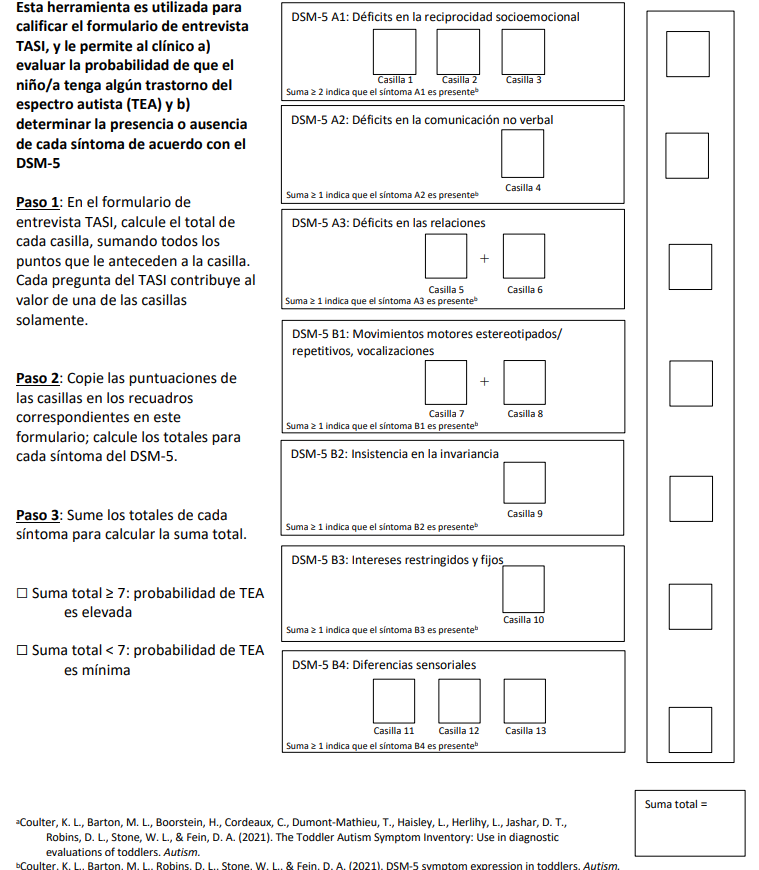 Esta herramienta es utilizada para
calificar el formulario de entrevista
TASI, y le permite al clínico a)
evaluar la probabilidad de que el
niño/a tenga algún trastorno del
espectro autista (TEA) y b)
determinar la presencia o ausencia
de cada síntoma de acuerdo con el
DSM-5
Paso 1: En el formulario de
entrevista TASI, calcule el total de
cada casilla, sumando todos los
puntos que le anteceden a la casilla.
Cada pregunta del TASI contribuye al
valor de una de las casillas
solamente.
Paso 2: Copie las puntuaciones de
las casillas en los recuadros
correspondientes en este
formulario; calcule los totales para
cada síntoma del DSM-5.
Paso 3: Sume los totales de cada
síntoma para calcular la suma total.
☐ Suma total ≥ 7: probabilidad de TEA
es elevada
☐ Suma total < 7: probabilidad de TEA
es mínima
DSM-5 A1: Déficits en la reciprocidad socioemocional
Casilla 1 Casilla 2 Casilla 3
Suma ≥ 2 indica que el síntoma A1 es presenteᵇ
DSM-5 A2: Déficits en la comunicación no verbal
Casilla 4
Suma ≥ 1 indica que el síntoma A2 es presenteᵇ
DSM-5 A3: Déficits en las relaciones
+
Casilla 5 Casilla 6
Suma ≥ 1 indica que el síntoma A3 es presenteᵇ
DSM-5 B1: Movimientos motores estereotipados/
repetitivos, vocalizaciones
+
Casilla 7 Casilla 8
Suma ≥ 1 indica que el síntoma B1 es presenteᵇ
DSM-5 B2: Insistencia en la invariancia
Casilla 9
Suma ≥ 1 indica que el síntoma B2 es presenteᵇ
DSM-5 B3: Intereses restringidos y fijos
Casilla 10
Suma ≥ 1 indica que el síntoma B3 es presenteᵇ
DSM-5 B4: Diferencias sensoriales
Casilla 11 Casilla 12 Casilla 13
Suma ≥ 1 indica que el síntoma B4 es presenteᵇ
Suma total =
ᵃCoulter, K. L., Barton, M. L., Boorstein, H., Cordeaux, C., Dumont-Mathieu, T., Haisley, L., Herlihy, L., Jashar, D. T.,
Robins, D. L., Stone, W. L., & Fein, D. A. (2021). The Toddler Autism Symptom Inventory: Use in diagnostic
evaluations of toddlers. Autism.
ᵇCoulter, K. L., Barton, M. L., Robins, D. L., Stone, W. L., & Fein, D. A. (2021). DSM-5 symptom expression in toddlers. Autism.